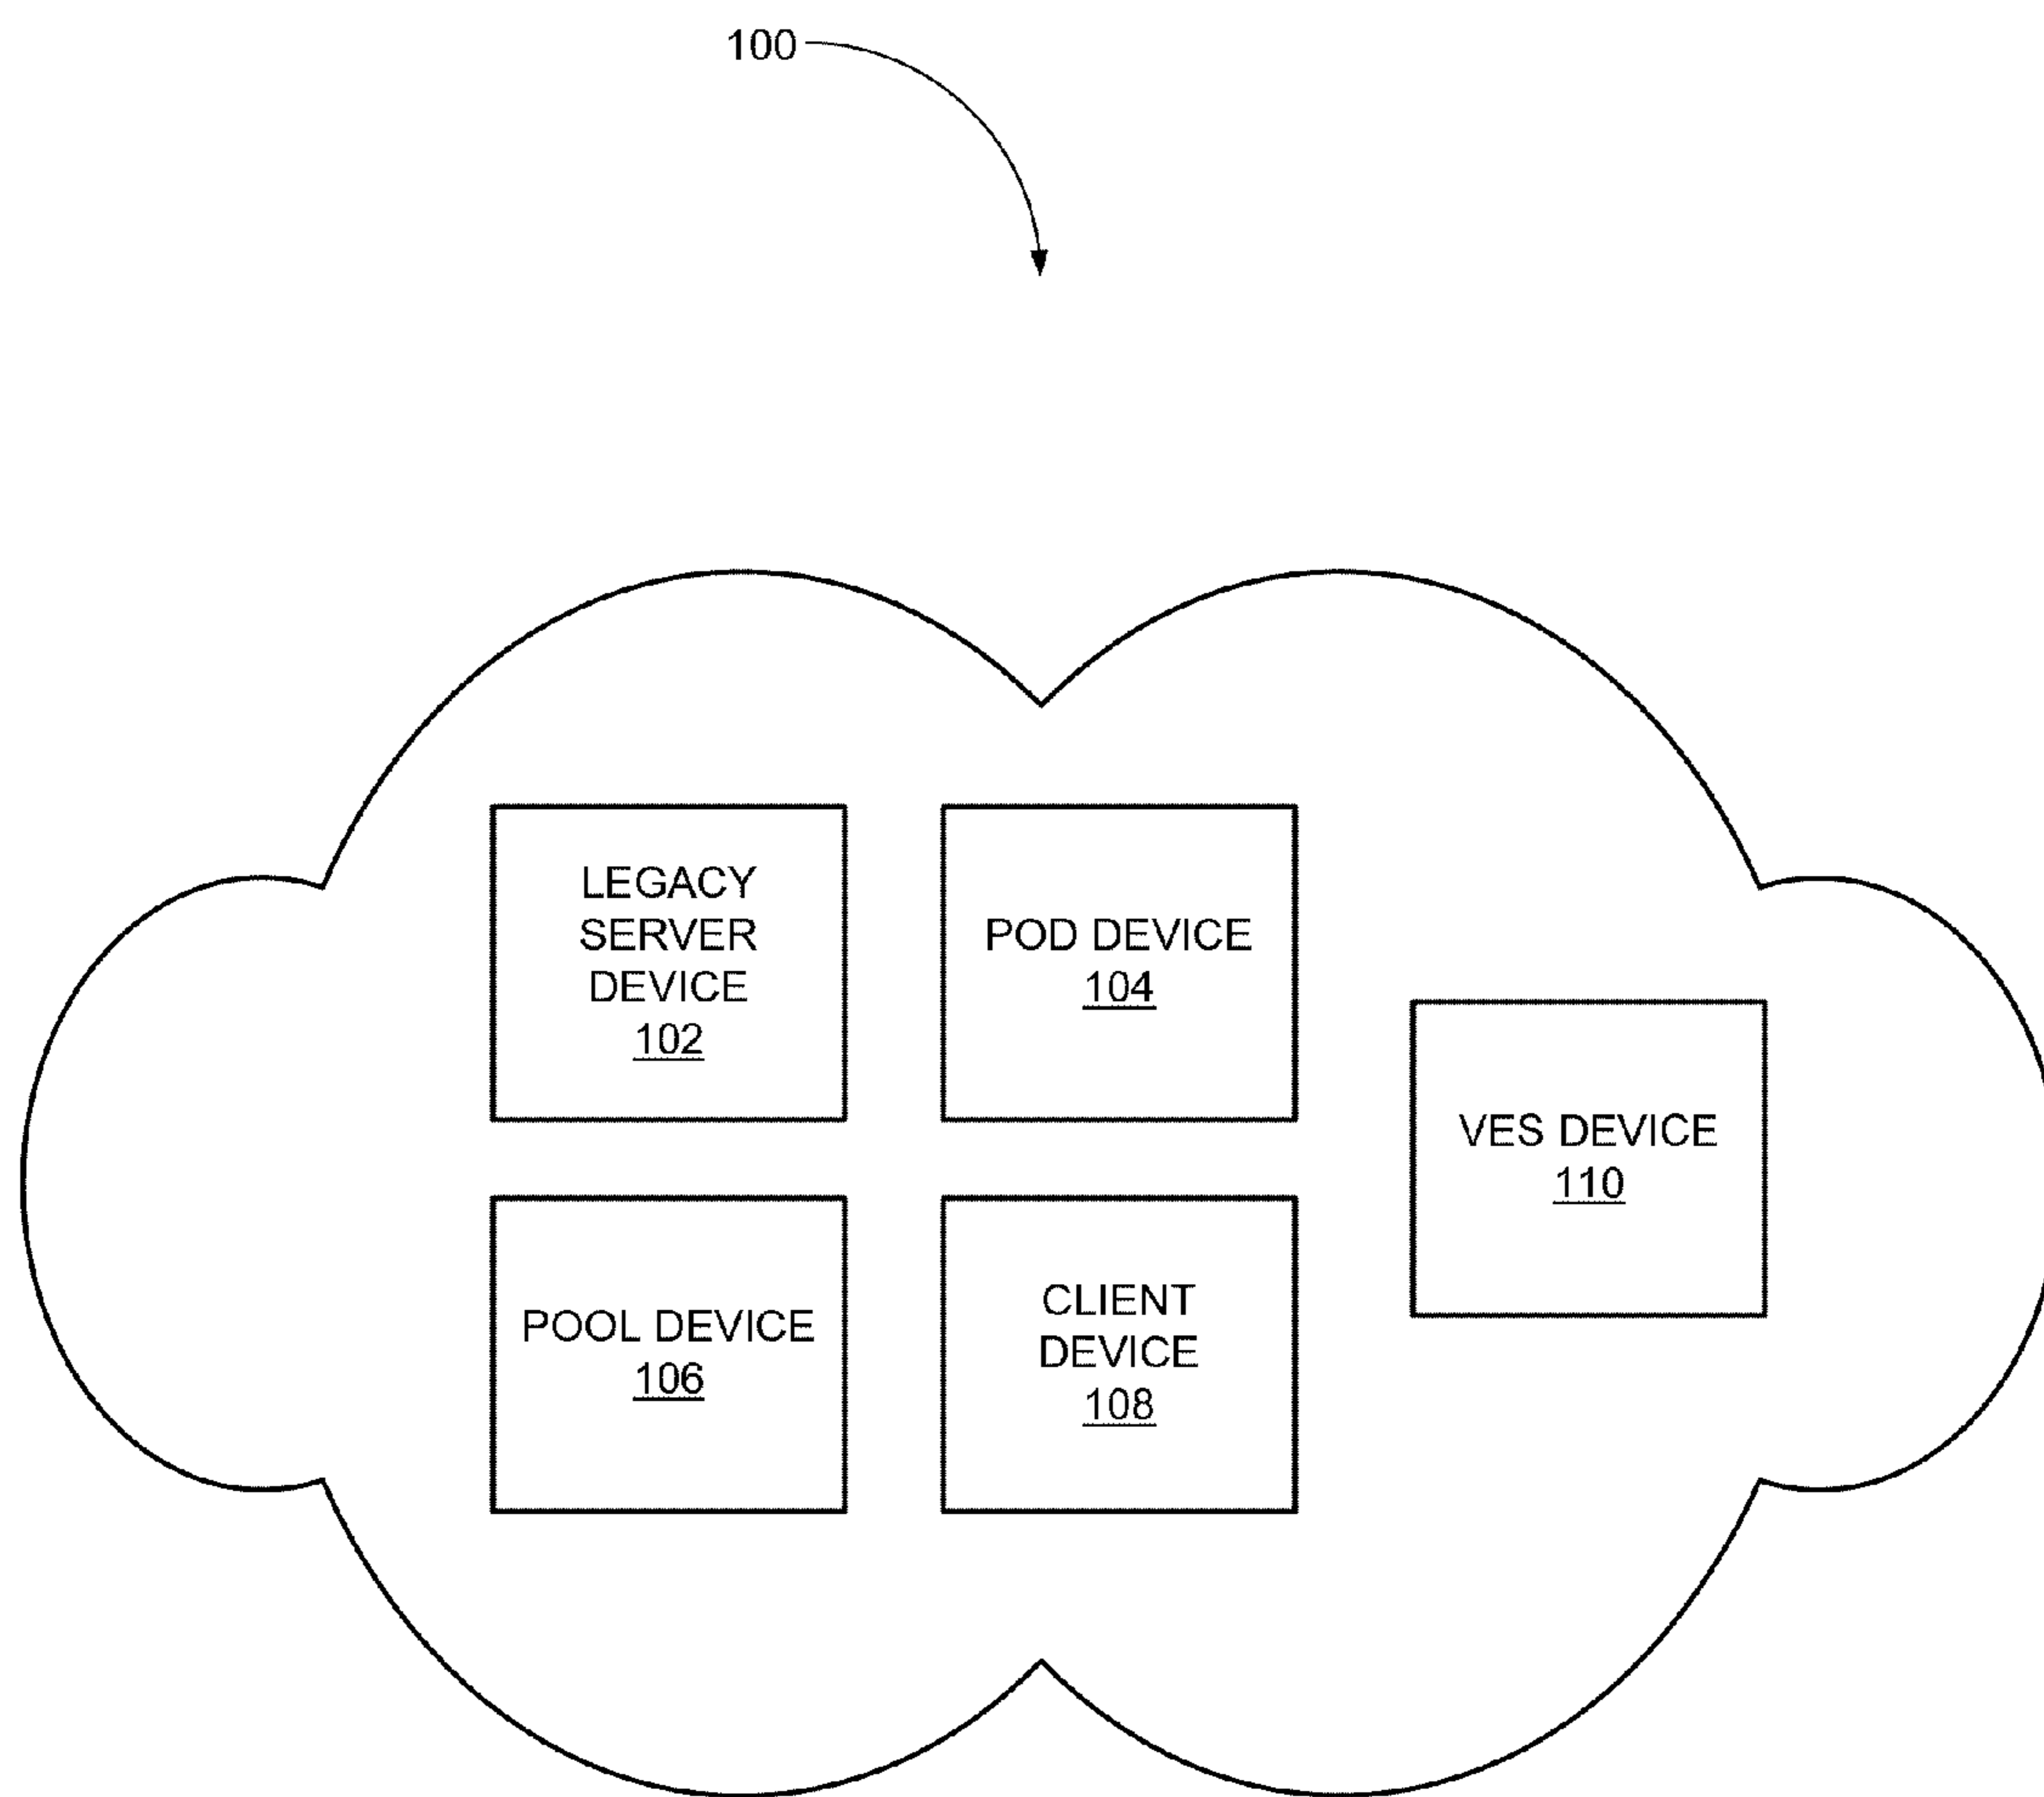 100
LEGACY
SERVER
DEVICE
102
POD DEVICE
104
VES DEVICE
110
POOL DEVICE
106
CLIENT
DEVICE
108